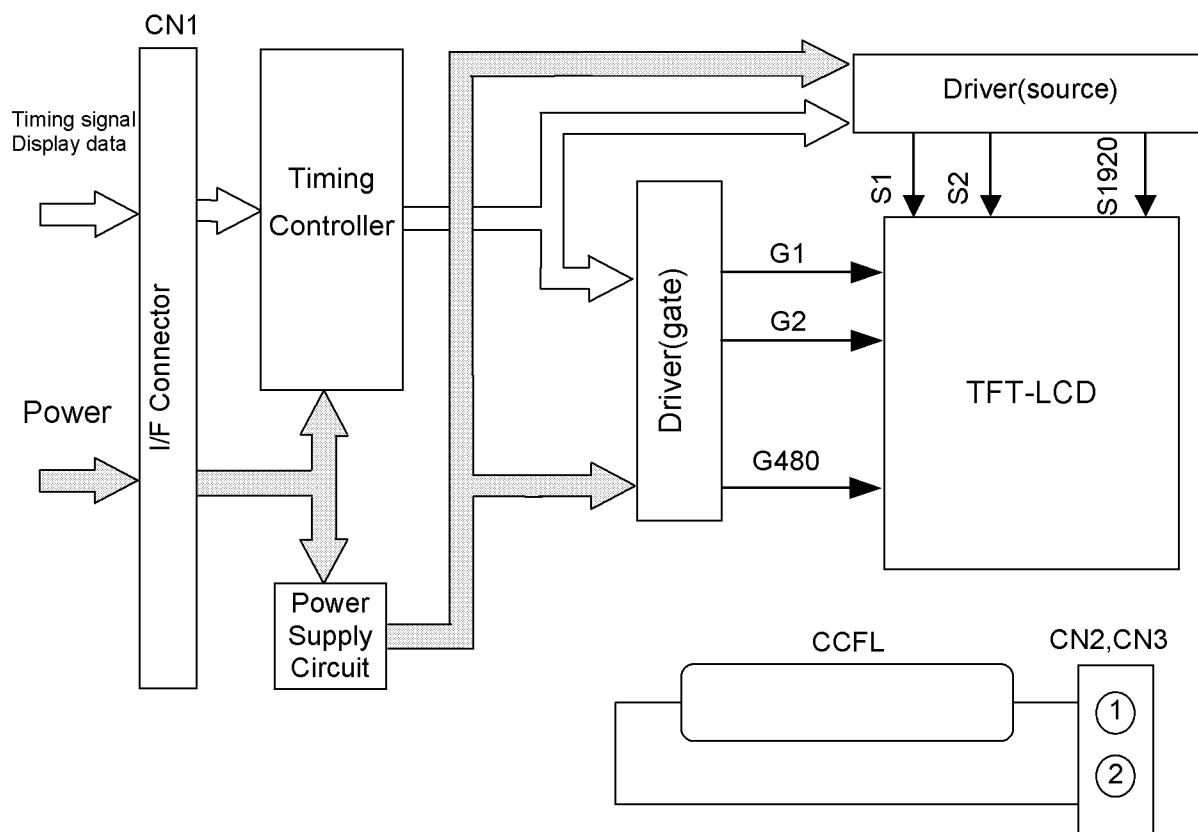 CN1
Timing signal
Display data
Power
I/F Connector
Timing
Controller
Power
Supply
Circuit
Driver(source)
S1
S2
S1920
Driver(gate)
G1
G2
G480
TFT-LCD
CCFL
CN2,CN3
1
2